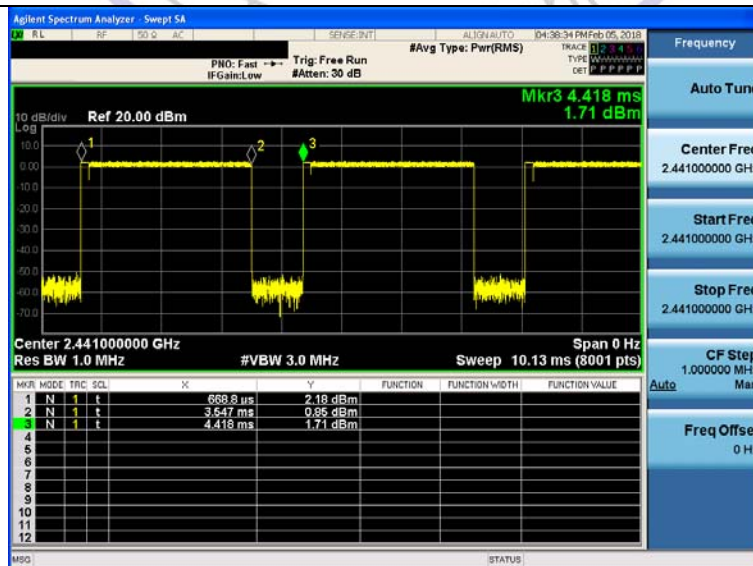 Agilent Spectrum Analyzer - Swept SA
RL RF 50 Ω AC SENSE:INT ALIGN AUTO 04:38:34 PM Feb 05, 2018
#Avg Type: Pwr(RMS) TRACE 1 2 3 4 5 6
PNO: Fast Trig: Free Run TYPE W
IFGain:Low #Atten: 30 dB DET P P P P P P
Mkr3 4.418 ms
1.71 dBm
10 dB/div Ref 20.00 dBm
Log
10.0
0.00
-10.0
-20.0
-30.0
-40.0
-50.0
-60.0
-70.0
1
2
3
Center 2.441000000 GHz Span 0 Hz
Res BW 1.0 MHz #VBW 3.0 MHz Sweep 10.13 ms (8001 pts)
MKR MODE TRC SCL X Y FUNCTION FUNCTION WIDTH FUNCTION VALUE
1 N 1 t 668.8 µs 2.18 dBm
2 N 1 t 3.547 ms 0.85 dBm
3 N 1 t 4.418 ms 1.71 dBm
4
5
6
7
8
9
10
11
12
MSG STATUS
Frequency
Auto Tun
Center Fre
2.441000000 GH
Start Fre
2.441000000 GH
Stop Fre
2.441000000 GH
CF Ste
1.000000 MH
Auto Ma
Freq Offse
0 H